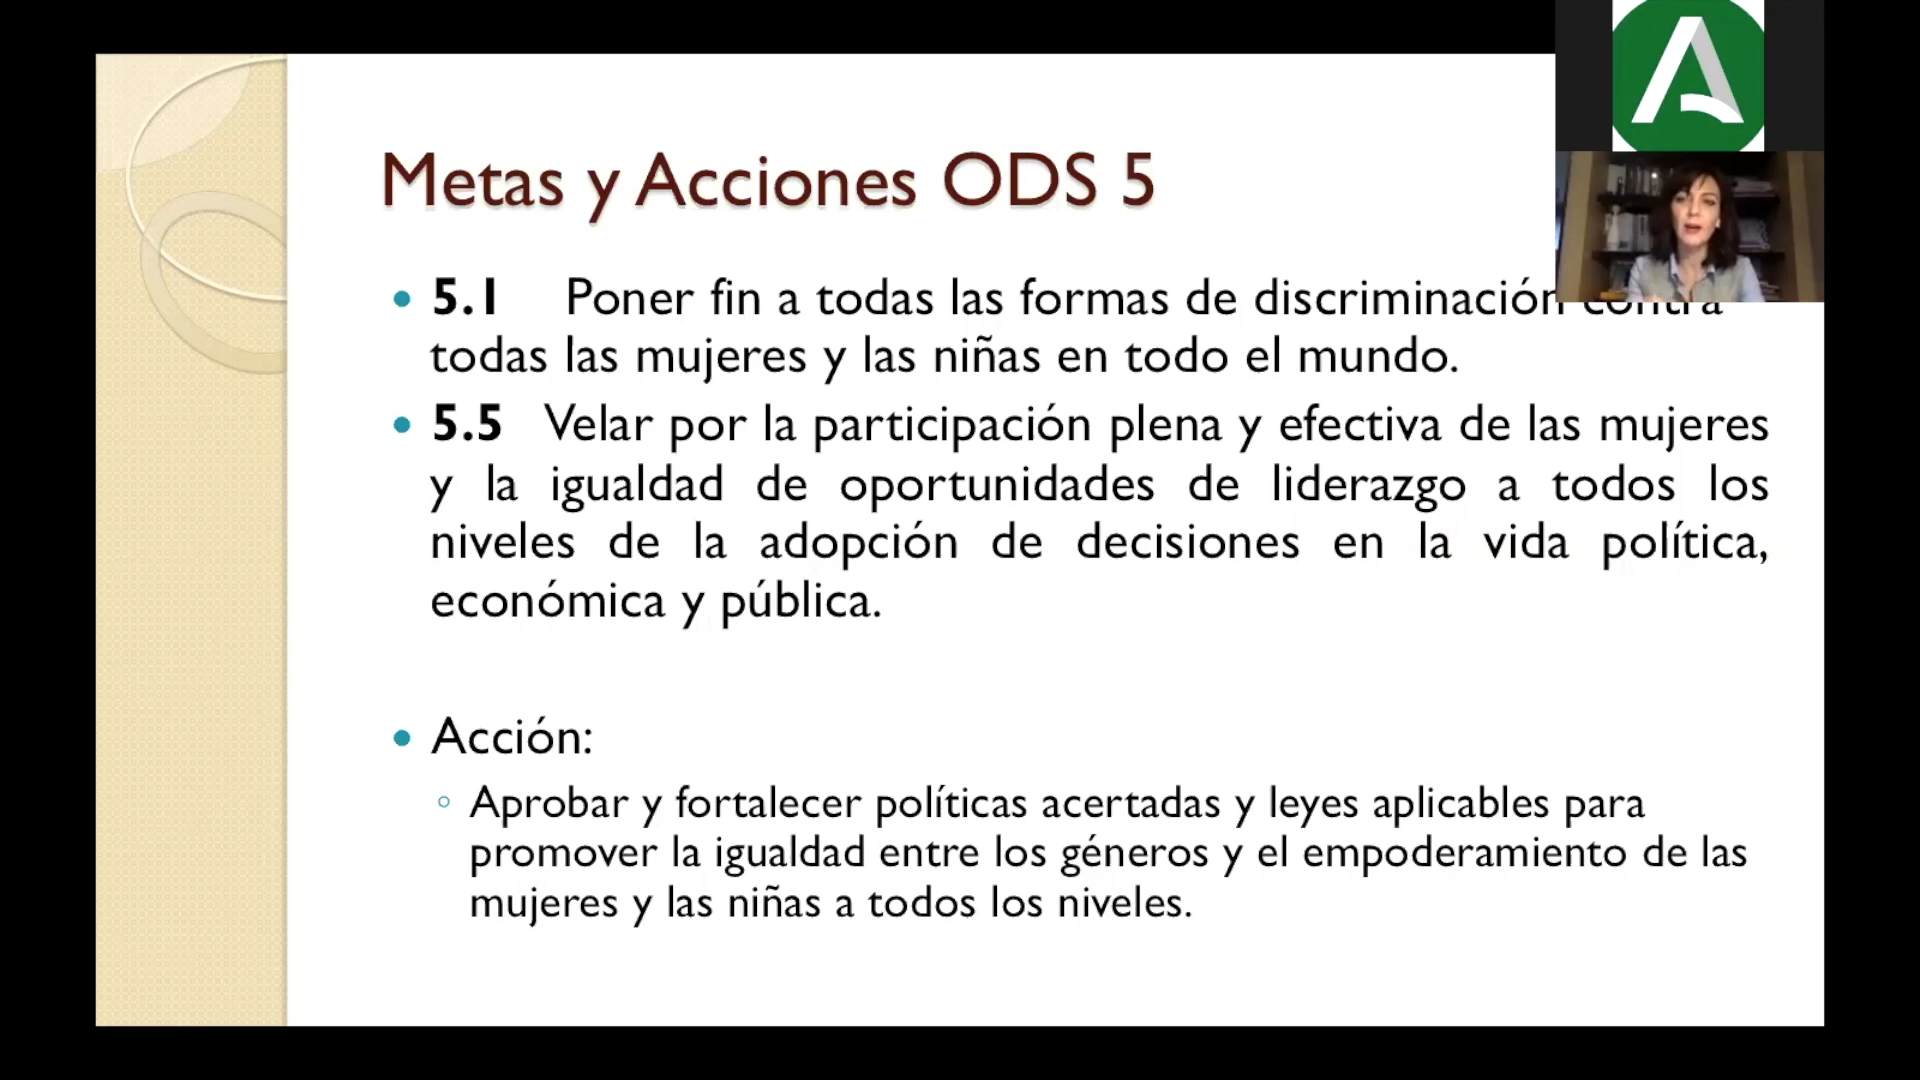 Metas y Acciones ODS 5
• 5.1 Poner fin a todas las formas de discriminación contra
todas las mujeres y las niñas en todo el mundo.
• 5.5 Velar por la participación plena y efectiva de las mujeres
y la igualdad de oportunidades de liderazgo a todos los
niveles de la adopción de decisiones en la vida política,
económica y pública.
• Acción:
◦ Aprobar y fortalecer políticas acertadas y leyes aplicables para
promover la igualdad entre los géneros y el empoderamiento de las
mujeres y las niñas a todos los niveles.